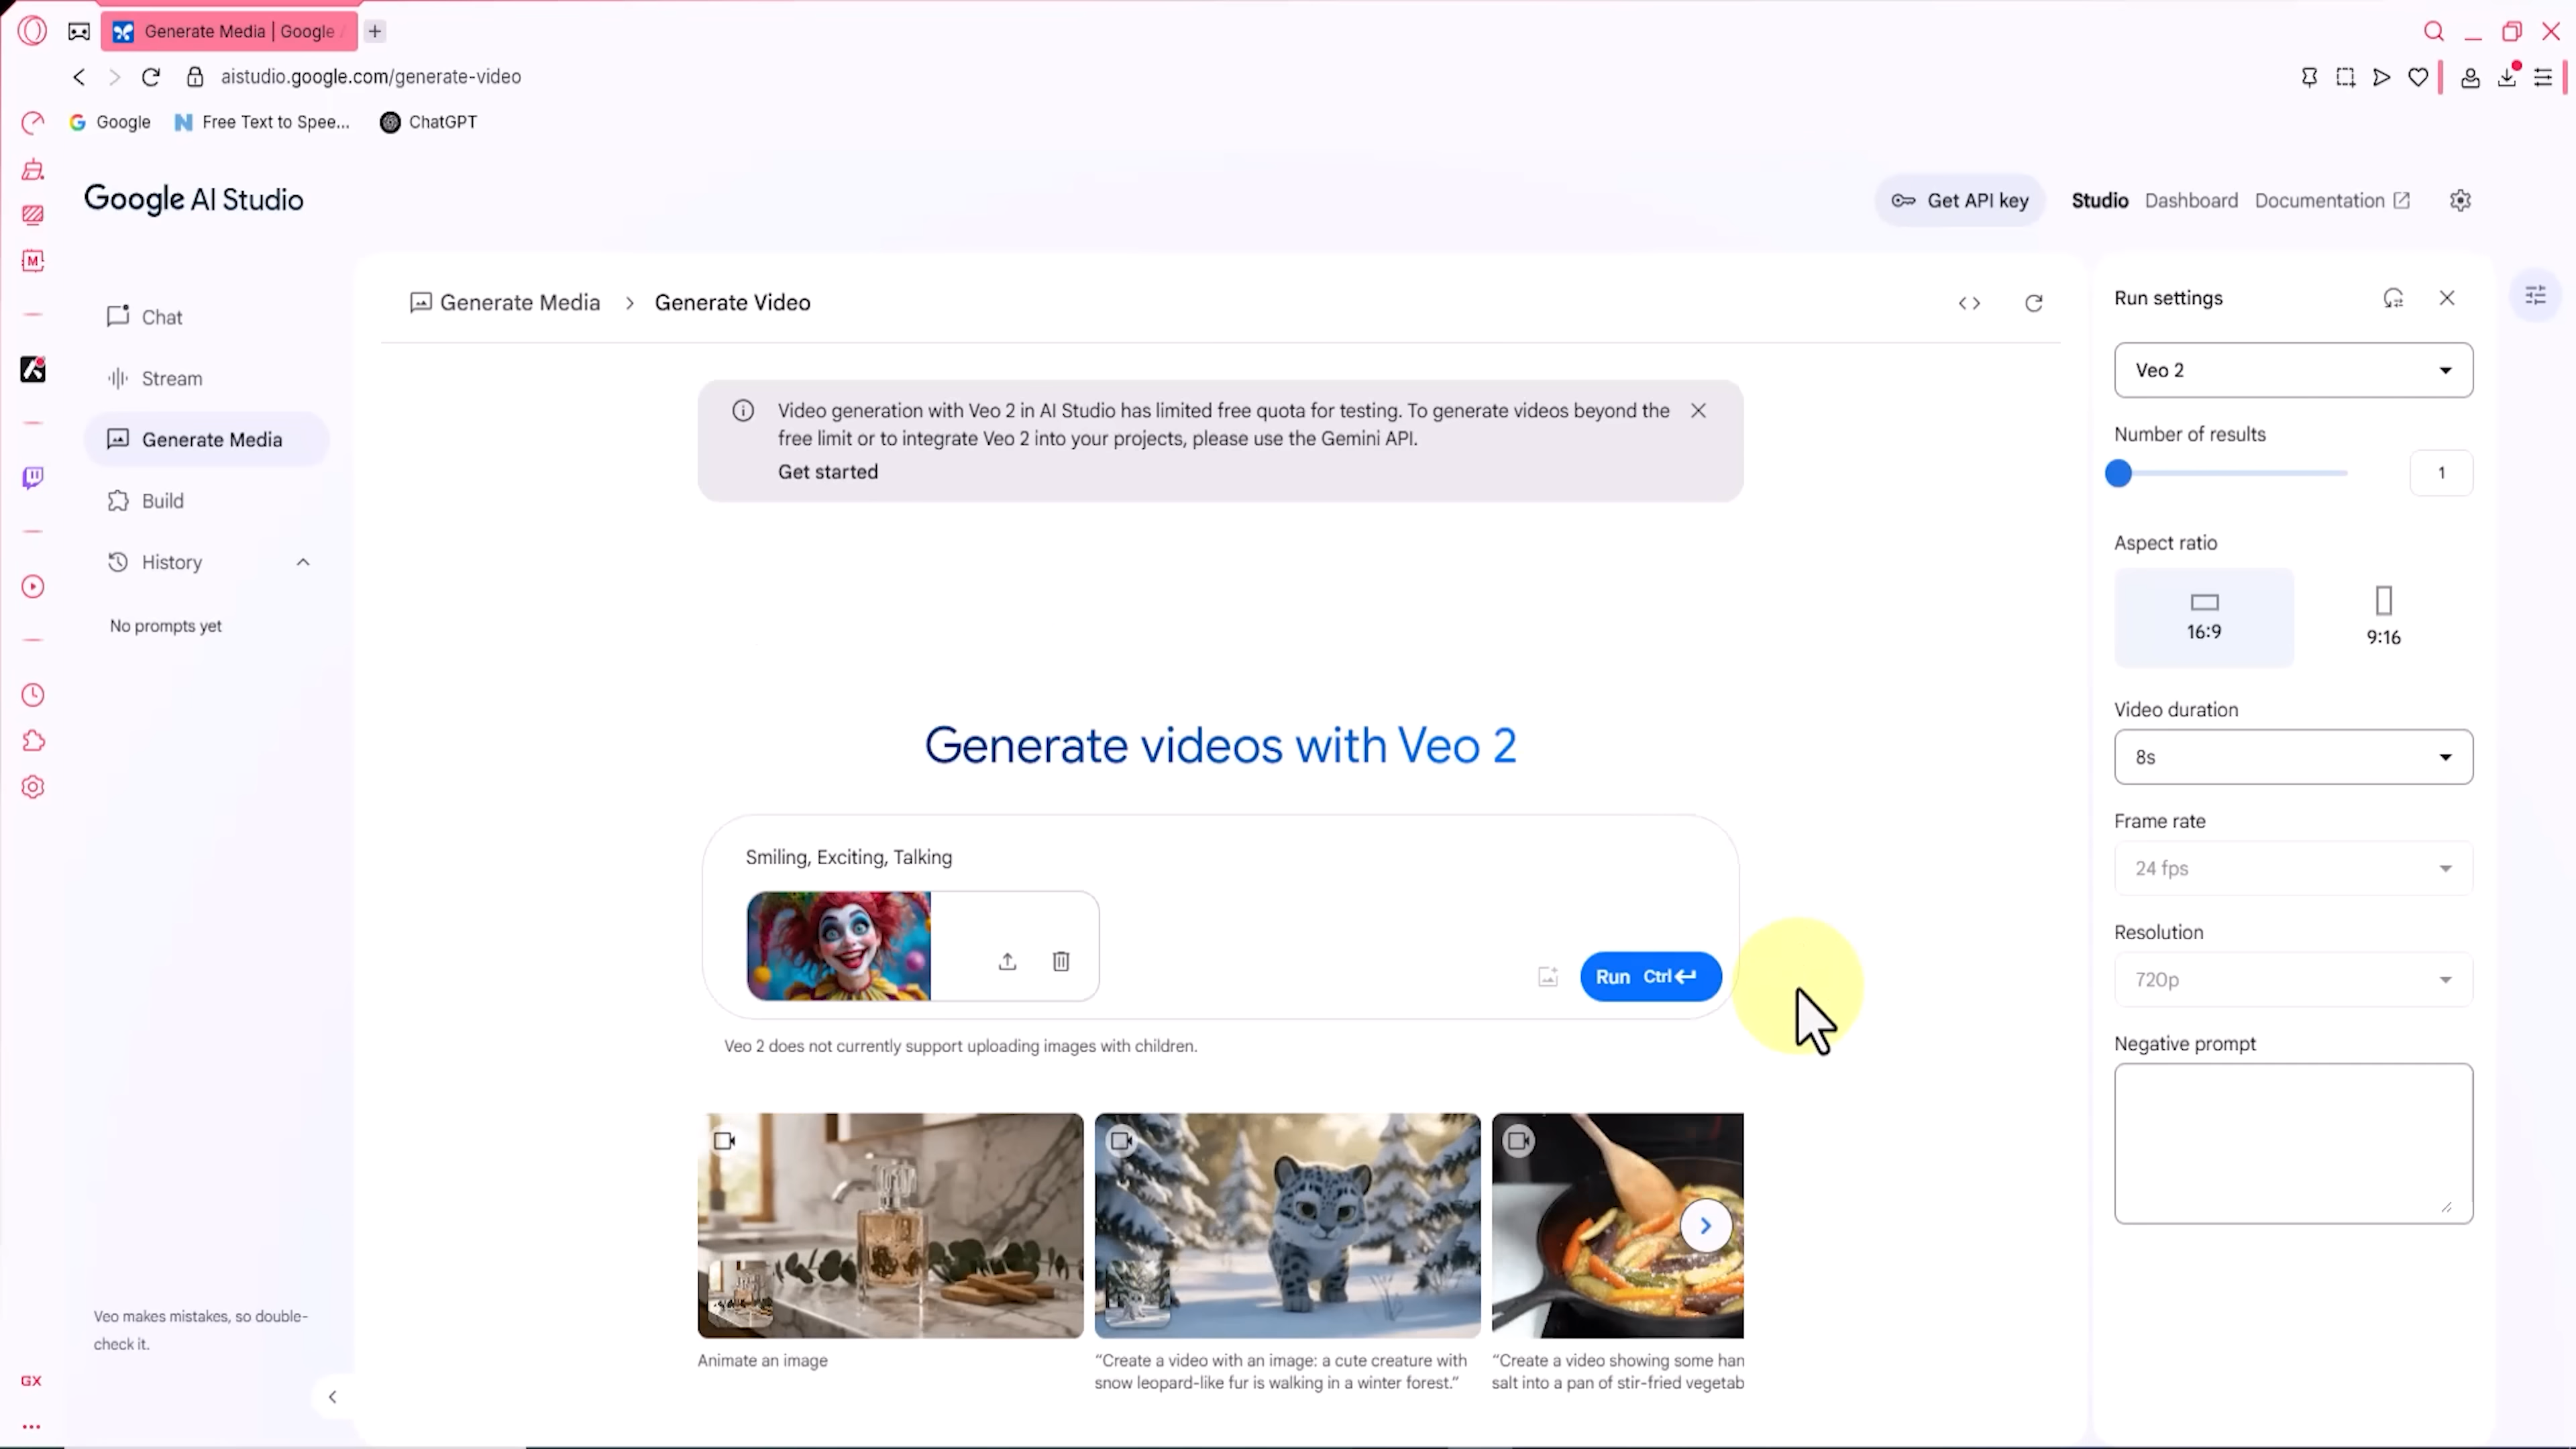 Generate Media | Google
aistudio.google.com/generate-video
Google
Free Text to Spee...
ChatGPT
Google AI Studio
Get API key
Studio
Dashboard
Documentation
Chat
Stream
Generate Media
Build
History
No prompts yet
Veo makes mistakes, so double-
check it.
GX
Generate Media > Generate Video
Video generation with Veo 2 in AI Studio has limited free quota for testing. To generate videos beyond the
free limit or to integrate Veo 2 into your projects, please use the Gemini API.
Get started
Generate videos with Veo 2
Smiling, Exciting, Talking
Run Ctrl
Veo 2 does not currently support uploading images with children.
Animate an image
“Create a video with an image: a cute creature with
snow leopard-like fur is walking in a winter forest.”
“Create a video showing some han
salt into a pan of stir-fried vegetab
Run settings
Veo 2
Number of results
1
Aspect ratio
16:9
9:16
Video duration
8s
Frame rate
24 fps
Resolution
720p
Negative prompt